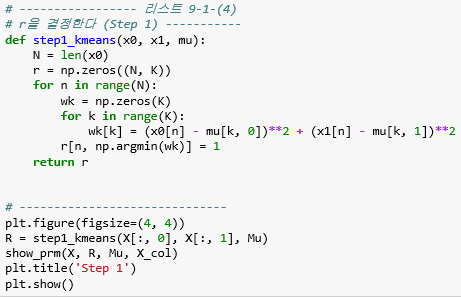 # ----------------- 리스트 9-1-(4)
# r을 결정한다 (Step 1) -----------
def step1_kmeans(x0, x1, mu):
    N = len(x0)
    r = np.zeros((N, K))
    for n in range(N):
        wk = np.zeros(K)
        for k in range(K):
            wk[k] = (x0[n] - mu[k, 0])**2 + (x1[n] - mu[k, 1])**2
        r[n, np.argmin(wk)] = 1
    return r
# ------------------------------
plt.figure(figsize=(4, 4))
R = step1_kmeans(X[:, 0], X[:, 1], Mu)
show_prm(X, R, Mu, X_col)
plt.title('Step 1')
plt.show()